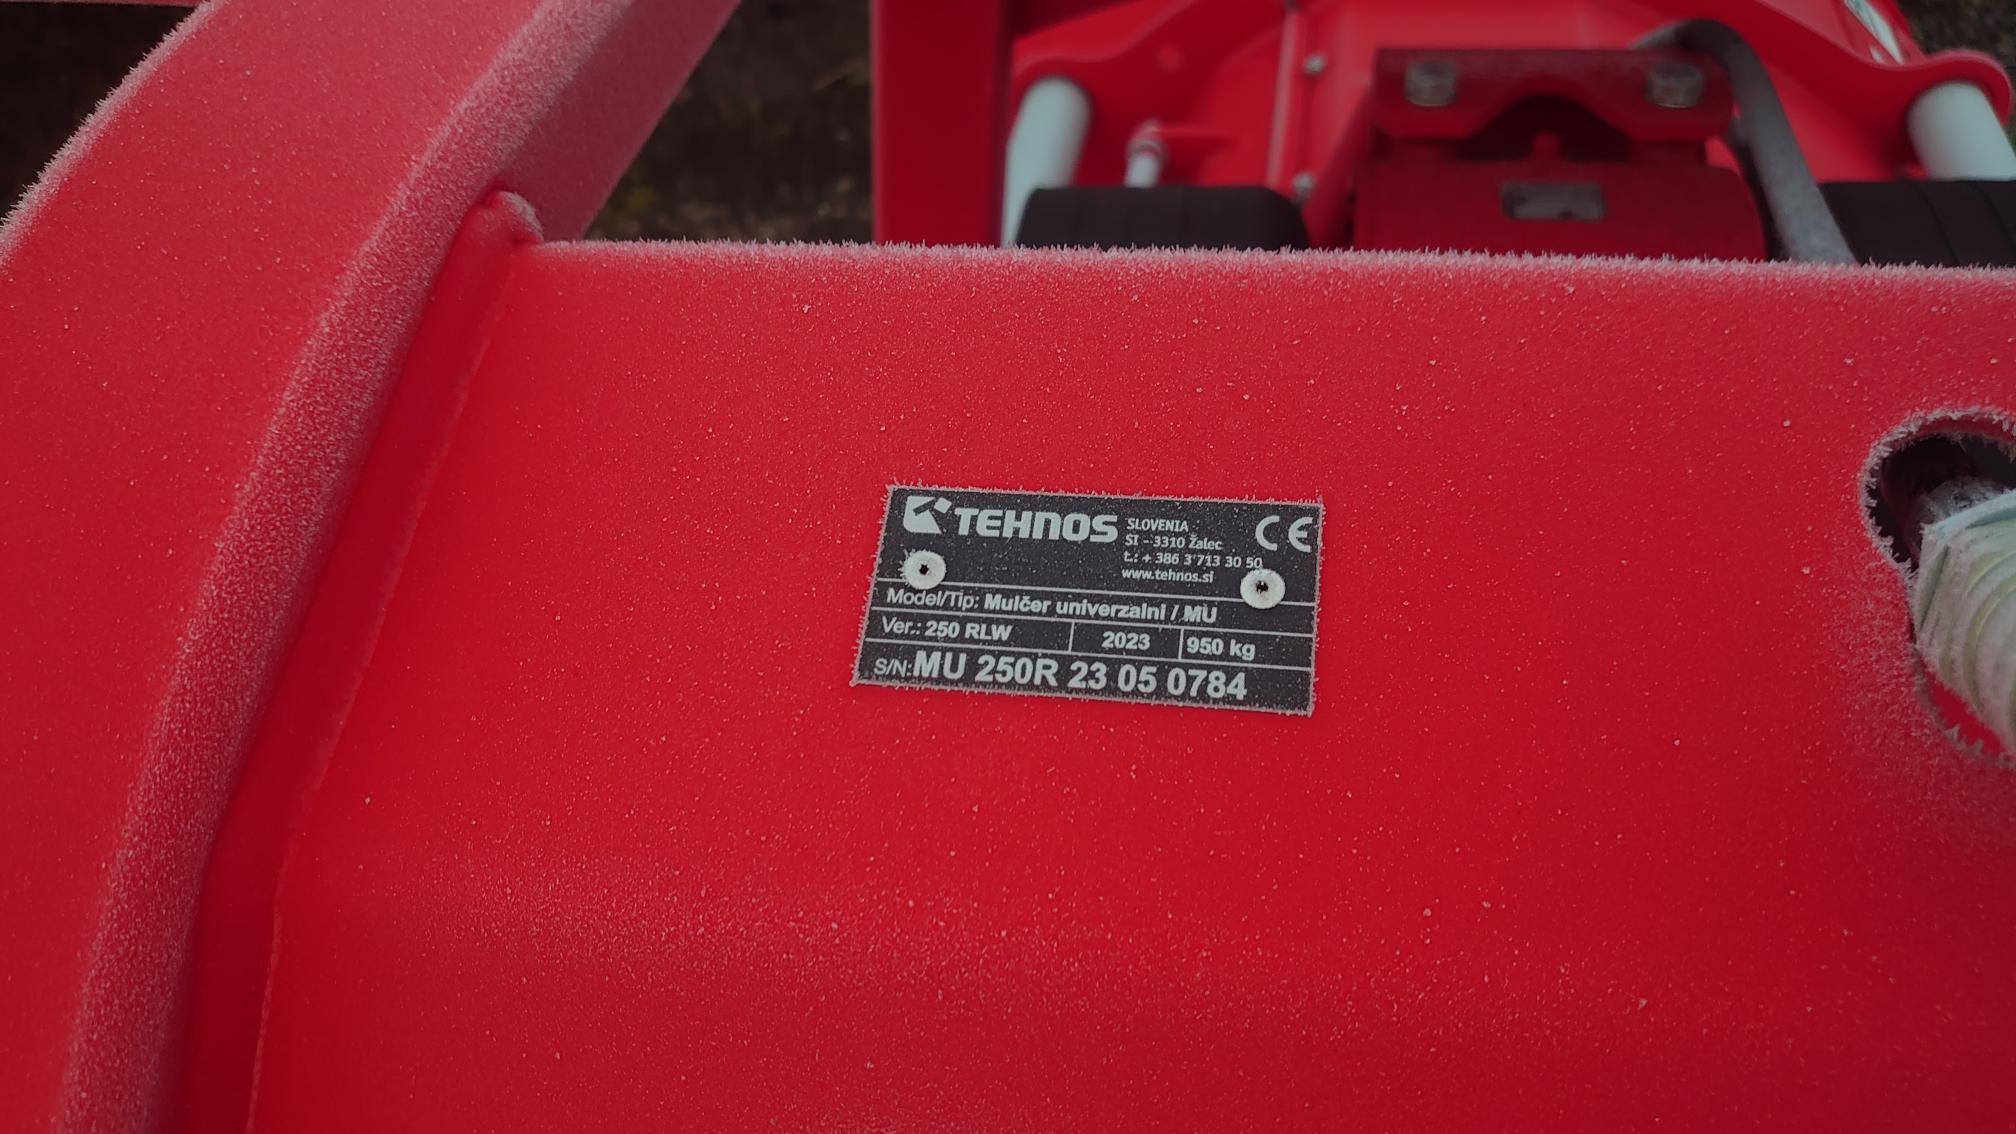 TEHNOS
SLOVENIA
SI - 3310 Žalec
t.: + 386 3 713 30 50
www.tehnos.si
CE
Model/Tip: Mulčer univerzalni / MU
Ver.: 250 RLW 2023 950 kg
S/N: MU 250R 23 05 0784